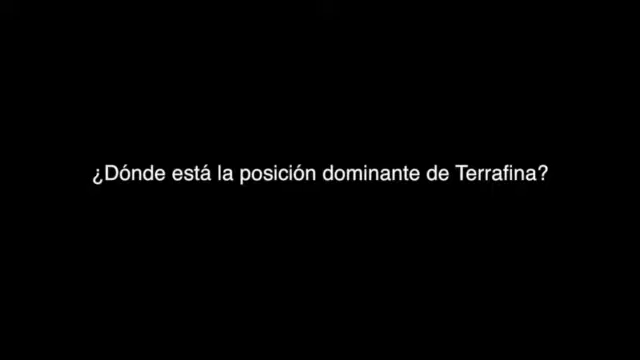 ¿Dónde está la posición dominante de Terrafina?